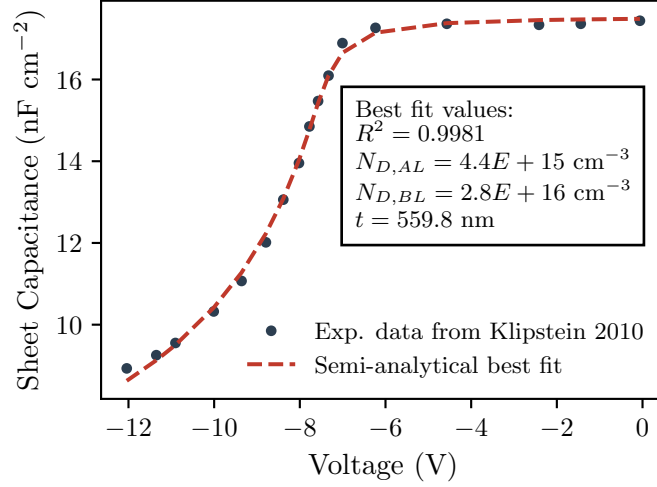 Sheet Capacitance (nF cm⁻²)
16
14
12
10
Best fit values:
R² = 0.9981
N_{D,AL} = 4.4E + 15 cm⁻³
N_{D,BL} = 2.8E + 16 cm⁻³
t = 559.8 nm
Exp. data from Klipstein 2010
Semi-analytical best fit
−12 −10 −8 −6 −4 −2 0
Voltage (V)